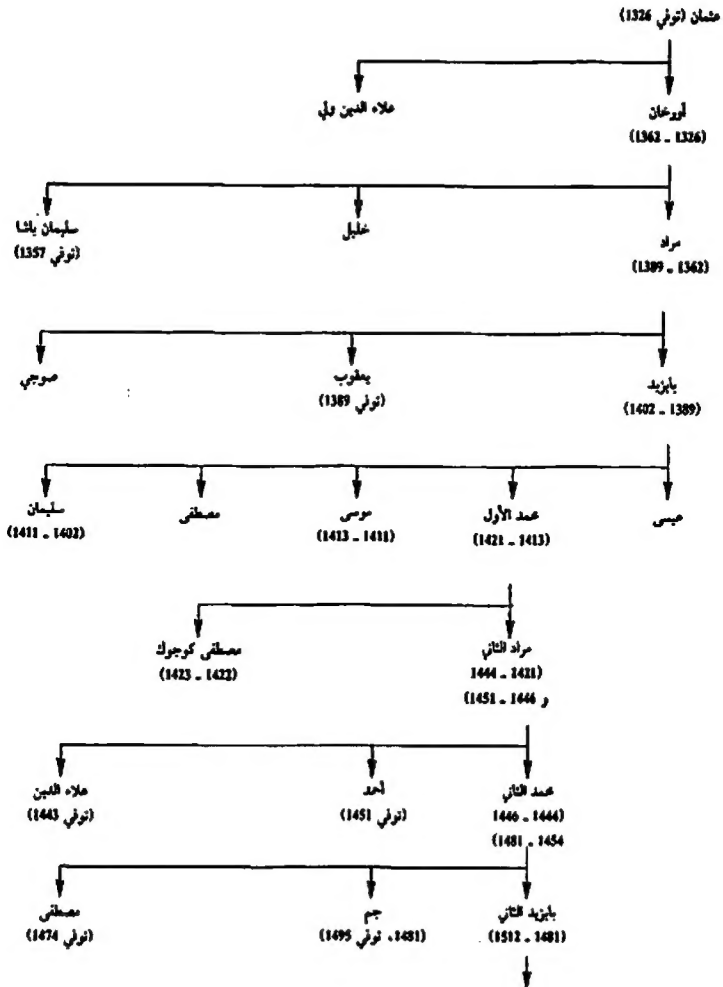 عثمان (توفي 1326)
أورخان
(1326 - 1362)
علاء الدين ولي
مراد
(1362 - 1389)
خليل
سليمان باشا
(توفي 1357)
بايزيد
(1389 - 1402)
يعقوب
(توفي 1389)
صوجي
عيسى
محمد الأول
(1413 - 1421)
موسى
(1411 - 1413)
مصطفى
سليمان
(1402 - 1411)
مراد الثاني
(1421 - 1444
و 1446 - 1451)
مصطفى كوجوك
(1422 - 1423)
محمد الثاني
(1444 - 1446
1454 - 1481)
أحمد
(توفي 1451)
علاء الدين
(توفي 1443)
بايزيد الثاني
(1481 - 1512)
جم
(1481، توفي 1495)
مصطفى
(توفي 1474)